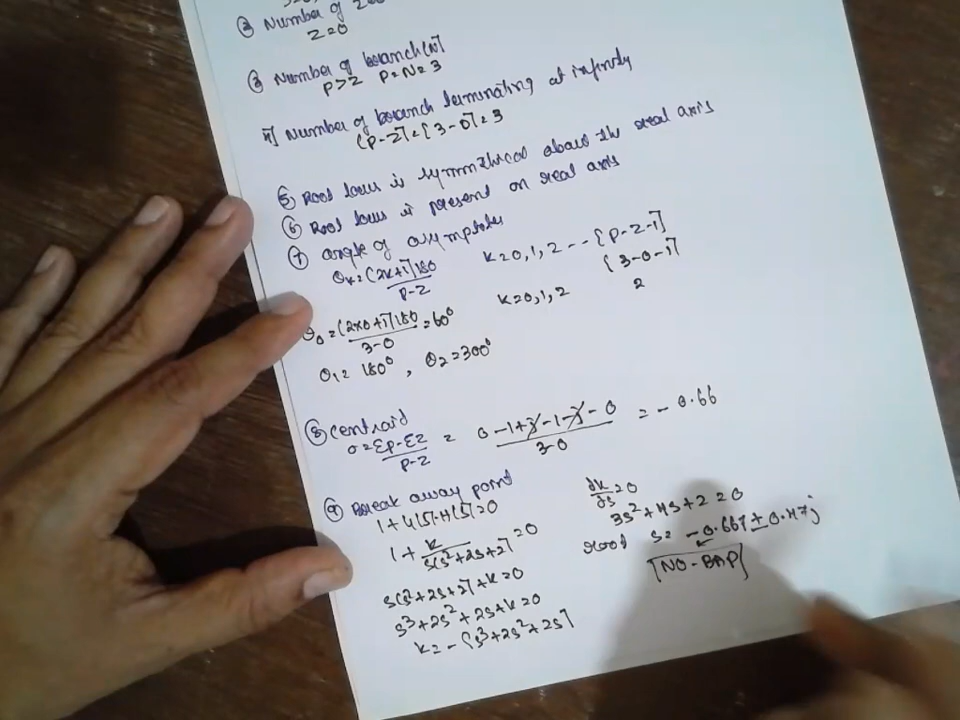 ② Number of
Z=0
③ Number of branch [N]
P>Z P=N=3
4] Number of branch terminating at infinity
[P-Z]=[3-0]=3
⑤ Root locus is symmetrical about the real axis
⑥ Root locus is present on real axis
⑦ angle of asymptotes
θk=(2k+1]180/P-Z k=0,1,2--[P-Z-1]
[3-0-1]
θ0=(2x0+1]180/3-0=60° k=0,1,2 2
θ1=180°, θ2=300°
⑧ Centroid
σ=ΣP-ΣZ/P-Z = 0-1+j-1-j-0/3-0 = -0.66
⑨ Break away point
1+G[S].H[S]=0
1+K/S(S²+2S+2]=0
S(S²+2S+2]+K=0
S³+2S²+2S+K=0
K=-[S³+2S²+2S]
dk/ds=0
3S²+4S+2=0
root S=-0.667±0.47j
[NO-BAP]